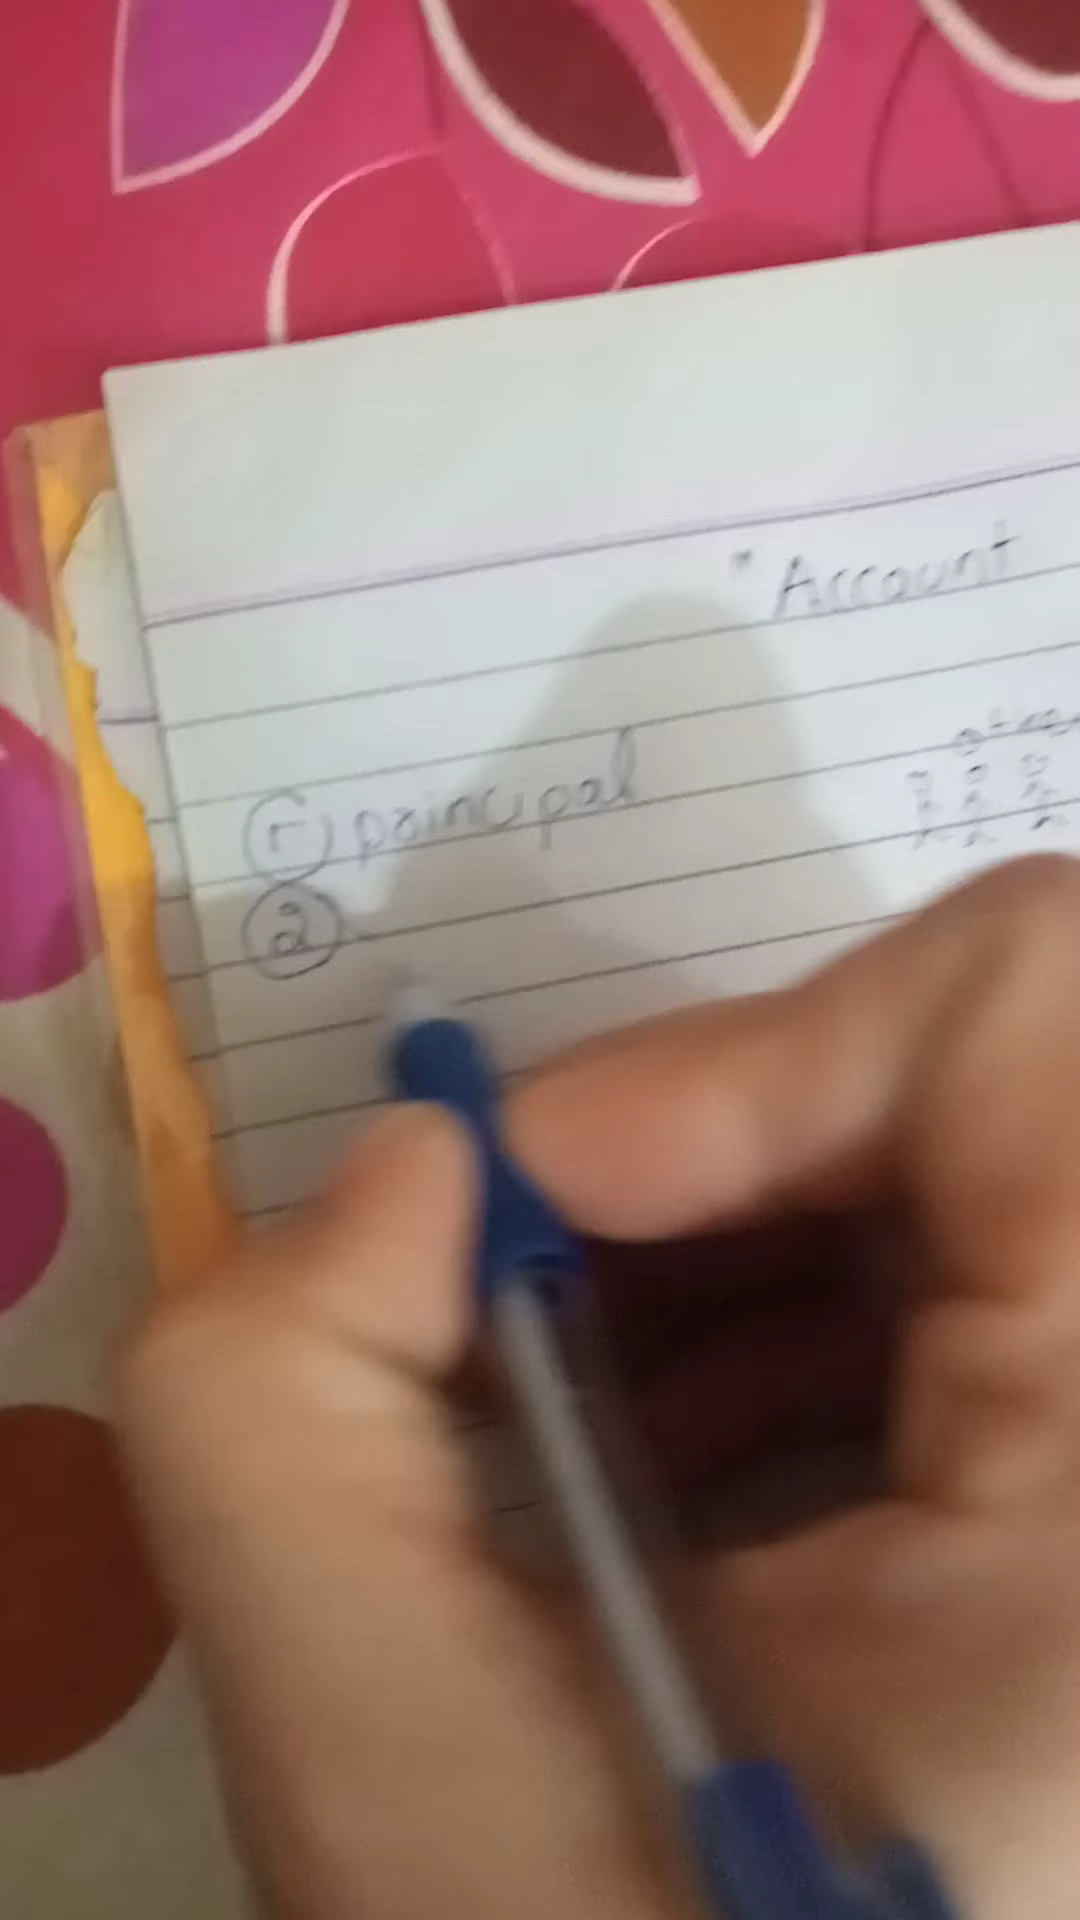 " Account
① principal
②